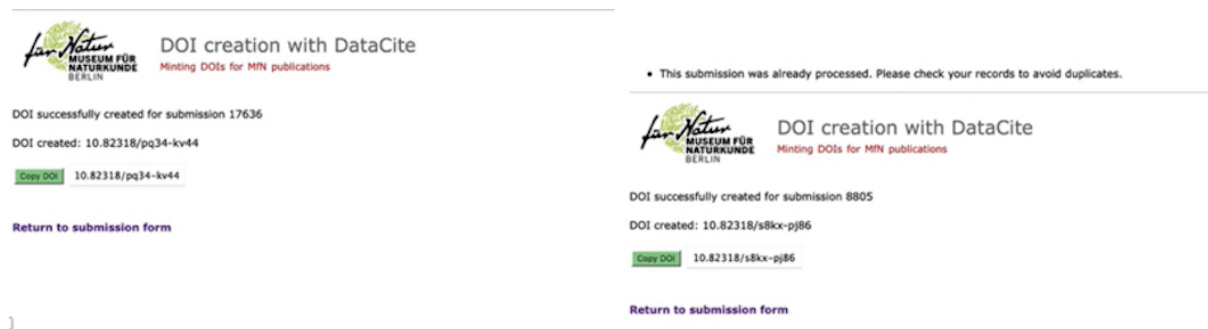 für Natur
MUSEUM FÜR
NATURKUNDE
BERLIN
DOI creation with DataCite
Minting DOIs for MfN publications
DOI successfully created for submission 17636
DOI created: 10.82318/pq34-kv44
Copy DOI 10.82318/pq34-kv44
Return to submission form
This submission was already processed. Please check your records to avoid duplicates.
für Natur
MUSEUM FÜR
NATURKUNDE
BERLIN
DOI creation with DataCite
Minting DOIs for MfN publications
DOI successfully created for submission 8805
DOI created: 10.82318/s8kx-pj86
Copy DOI 10.82318/s8kx-pj86
Return to submission form